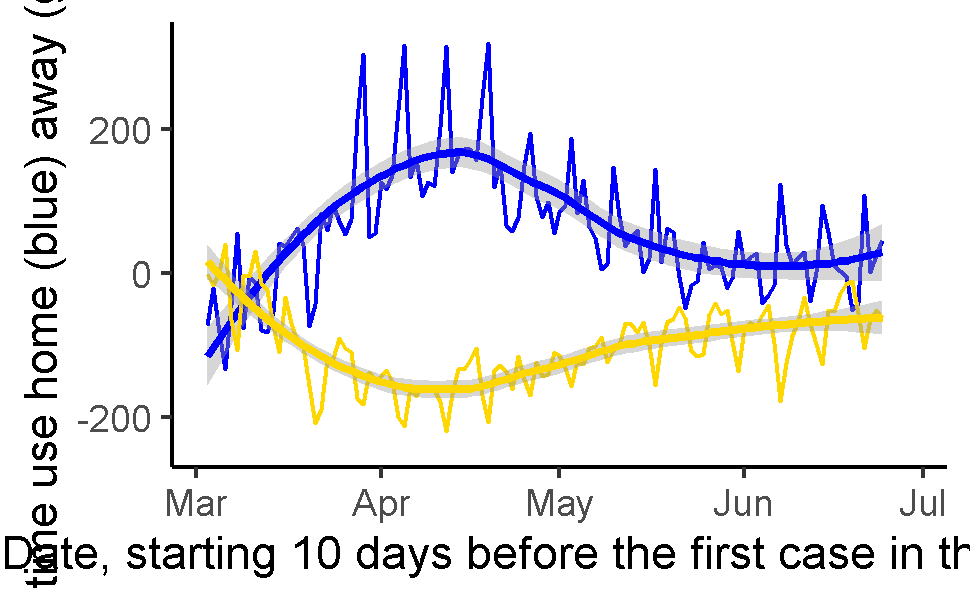 time use home (blue) away (
200
0
-200
Mar Apr May Jun Jul
Date, starting 10 days before the first case in th